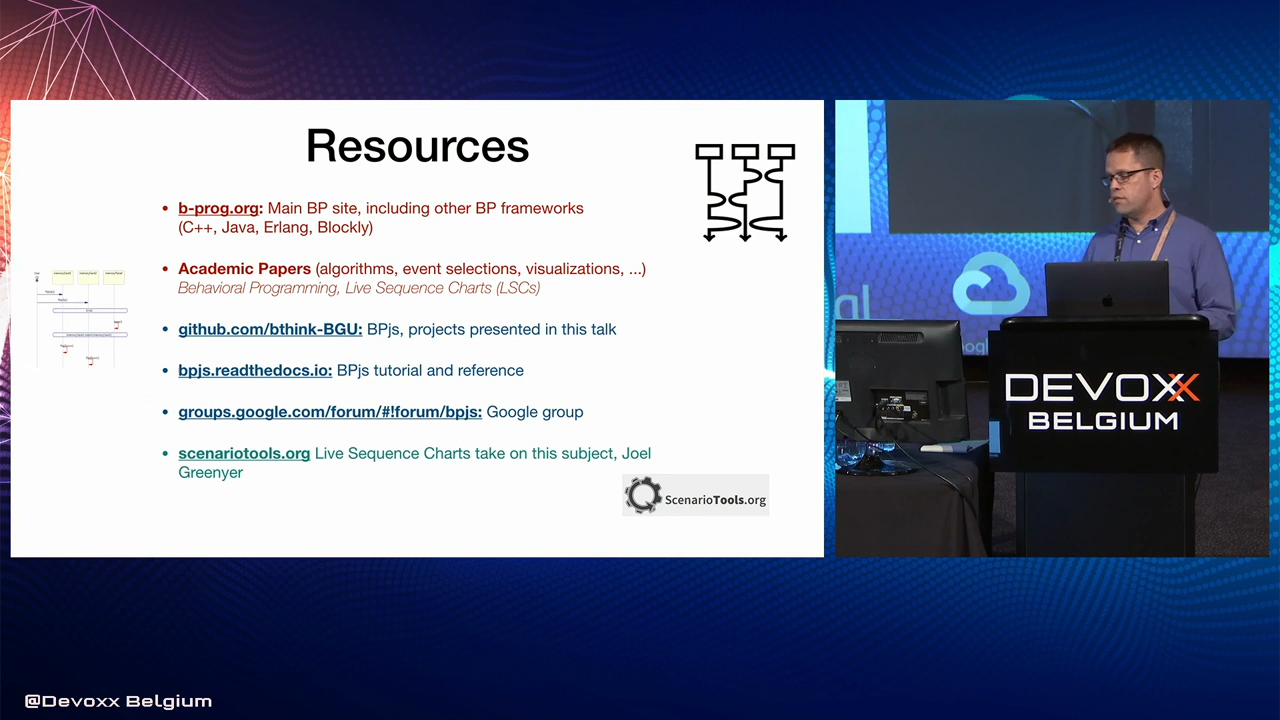 Resources
• b-prog.org: Main BP site, including other BP frameworks
(C++, Java, Erlang, Blockly)
• Academic Papers (algorithms, event selections, visualizations, ...)
Behavioral Programming, Live Sequence Charts (LSCs)
• github.com/bthink-BGU: BPjs, projects presented in this talk
• bpjs.readthedocs.io: BPjs tutorial and reference
• groups.google.com/forum/#!forum/bpjs: Google group
• scenariotools.org Live Sequence Charts take on this subject, Joel
Greenyer
ScenarioTools.org
DEVOXX
BELGIUM
@Devoxx Belgium